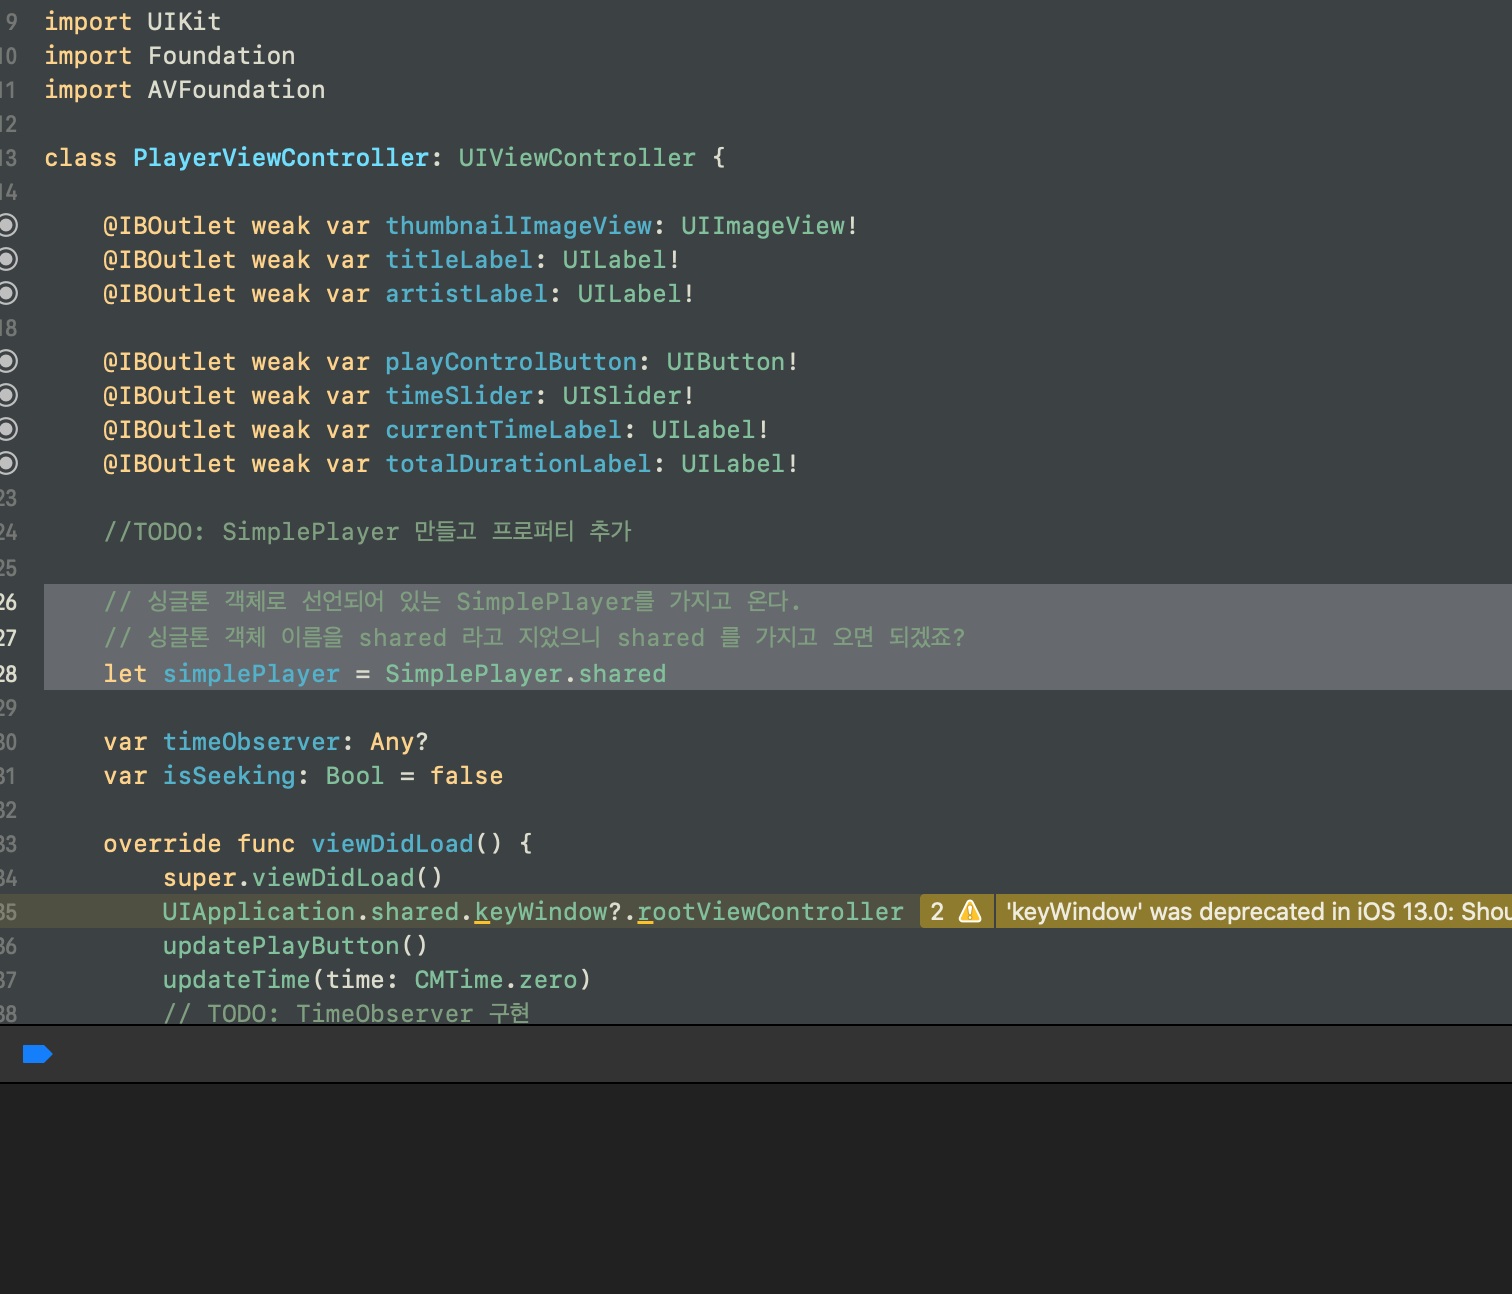 9 import UIKit
10 import Foundation
11 import AVFoundation
12
13 class PlayerViewController: UIViewController {
14
@IBOutlet weak var thumbnailImageView: UIImageView!
@IBOutlet weak var titleLabel: UILabel!
@IBOutlet weak var artistLabel: UILabel!
18
@IBOutlet weak var playControlButton: UIButton!
@IBOutlet weak var timeSlider: UISlider!
@IBOutlet weak var currentTimeLabel: UILabel!
@IBOutlet weak var totalDurationLabel: UILabel!
23
24 //TODO: SimplePlayer 만들고 프로퍼티 추가
25
26 // 싱글톤 객체로 선언되어 있는 SimplePlayer를 가지고 온다.
27 // 싱글톤 객체 이름을 shared 라고 지었으니 shared 를 가지고 오면 되겠죠?
28 let simplePlayer = SimplePlayer.shared
29
30 var timeObserver: Any?
31 var isSeeking: Bool = false
32
33 override func viewDidLoad() {
34 super.viewDidLoad()
35 UIApplication.shared.keyWindow?.rootViewController 2 'keyWindow' was deprecated in iOS 13.0: Shou
36 updatePlayButton()
37 updateTime(time: CMTime.zero)
38 // TODO: TimeObserver 구현